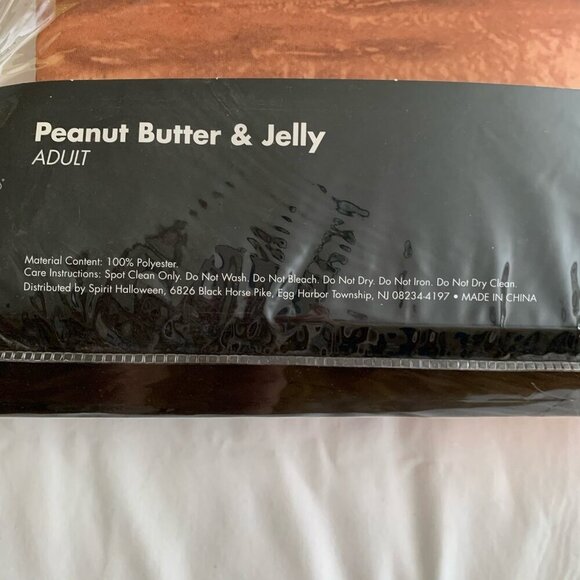 Peanut Butter & Jelly
ADULT
Material Content: 100% Polyester.
Care Instructions: Spot Clean Only. Do Not Wash. Do Not Bleach. Do Not Dry. Do Not Iron. Do Not Dry Clean.
Distributed by Spirit Halloween, 6826 Black Horse Pike, Egg Harbor Township, NJ 08234-4197 • MADE IN CHINA